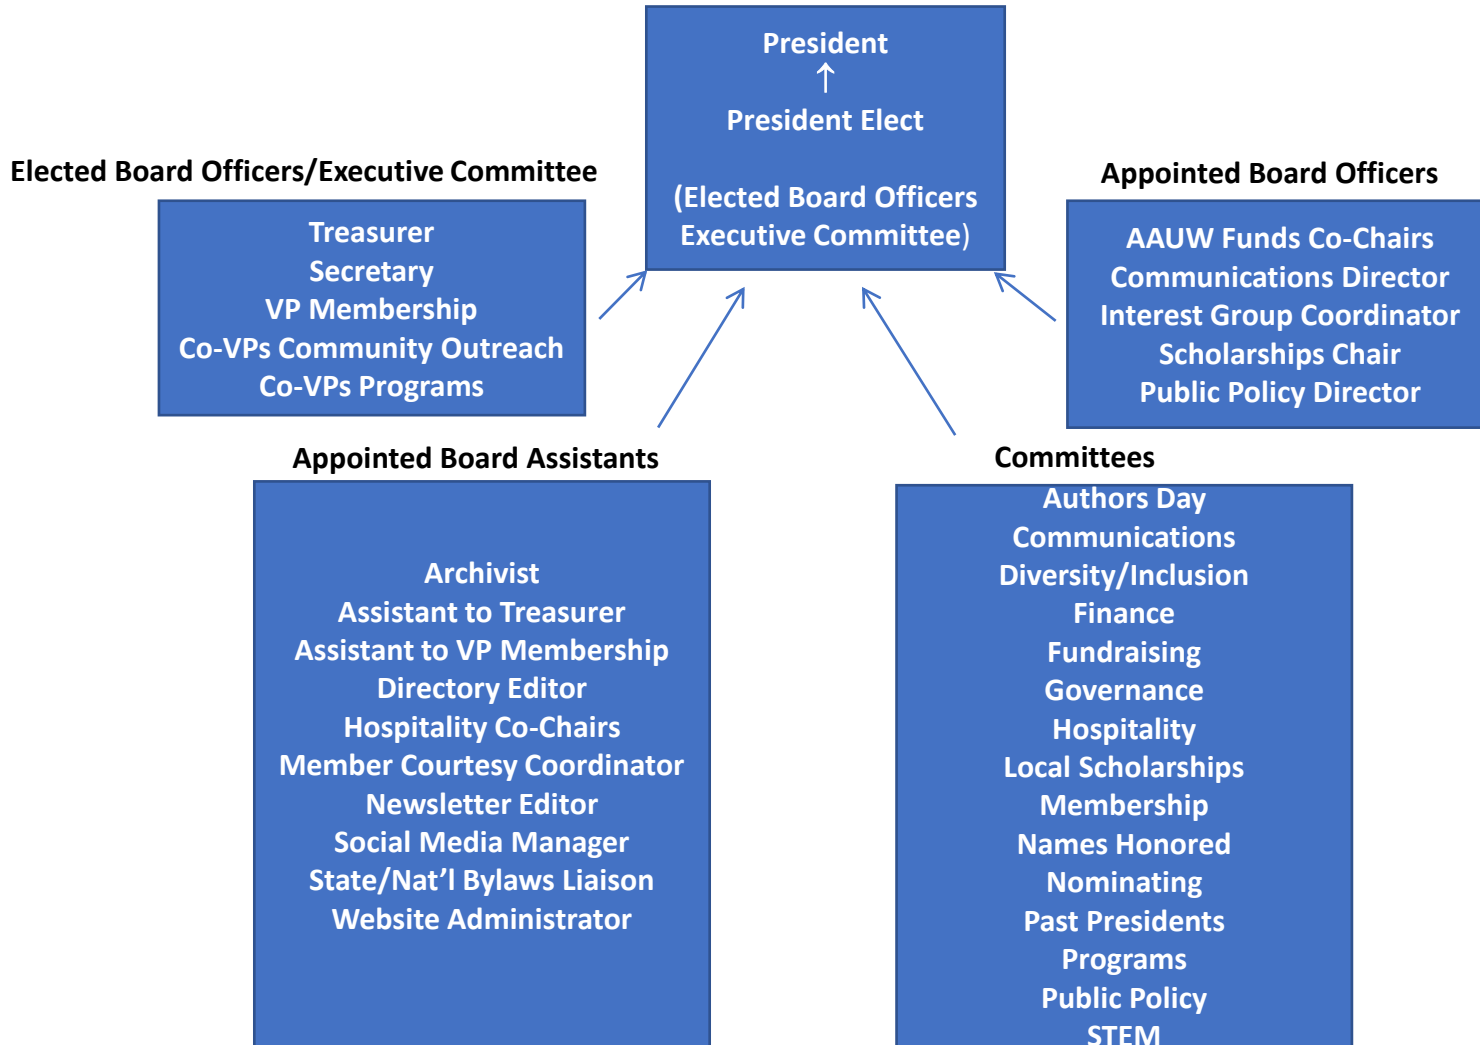 President
↑
President Elect
(Elected Board Officers
Executive Committee)
Elected Board Officers/Executive Committee
Treasurer
Secretary
VP Membership
Co-VPs Community Outreach
Co-VPs Programs
Appointed Board Officers
AAUW Funds Co-Chairs
Communications Director
Interest Group Coordinator
Scholarships Chair
Public Policy Director
Appointed Board Assistants
Archivist
Assistant to Treasurer
Assistant to VP Membership
Directory Editor
Hospitality Co-Chairs
Member Courtesy Coordinator
Newsletter Editor
Social Media Manager
State/Nat’l Bylaws Liaison
Website Administrator
Committees
Authors Day
Communications
Diversity/Inclusion
Finance
Fundraising
Governance
Hospitality
Local Scholarships
Membership
Names Honored
Nominating
Past Presidents
Programs
Public Policy
STEM